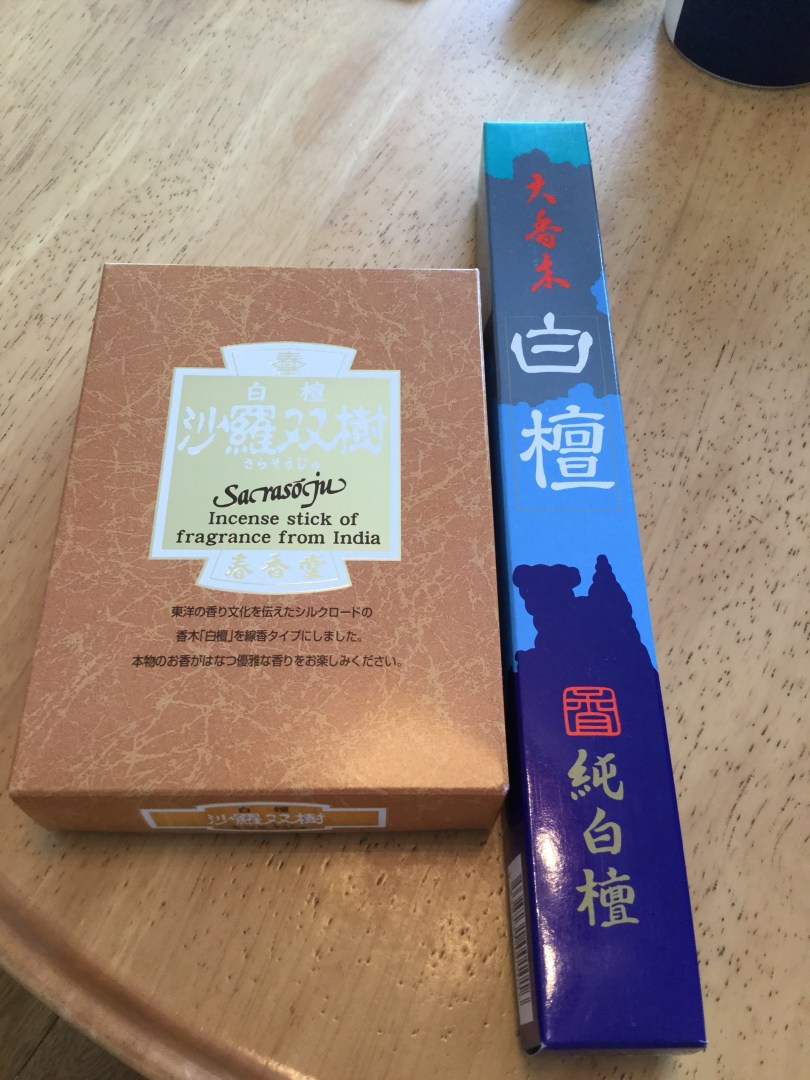 白檀
沙羅双樹
さらそうじゅ
Sarasōju
Incense stick of
fragrance from India
春香堂
東洋の香り文化を伝えたシルクロードの
香木「白檀」を線香タイプにしました。
本物のお香がはなつ優雅な香りをお楽しみください。
白檀
沙羅双樹
天香木
白檀
香
純白檀